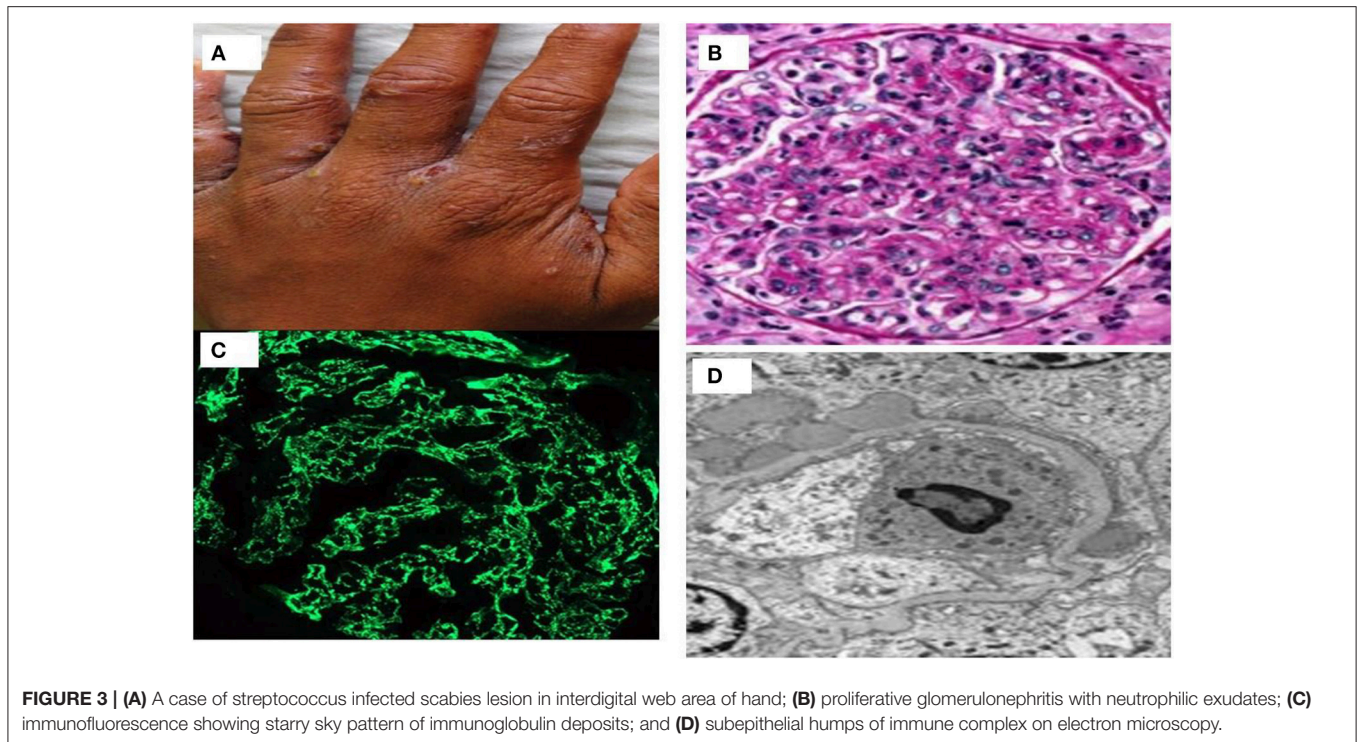 A
B
C
D
FIGURE 3 | (A) A case of streptococcus infected scabies lesion in interdigital web area of hand; (B) proliferative glomerulonephritis with neutrophilic exudates; (C)
immunofluorescence showing starry sky pattern of immunoglobulin deposits; and (D) subepithelial humps of immune complex on electron microscopy.